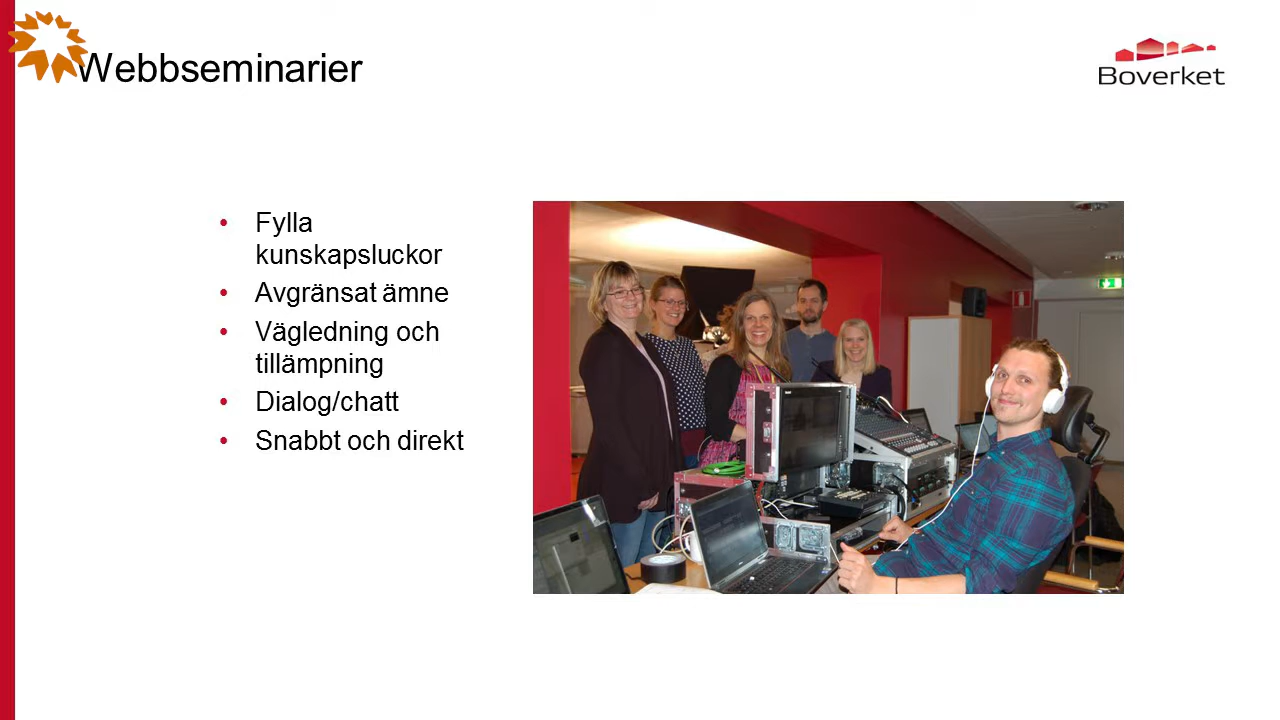 Webbseminarier
Boverket
• Fylla
kunskapsluckor
• Avgränsat ämne
• Vägledning och
tillämpning
• Dialog/chatt
• Snabbt och direkt